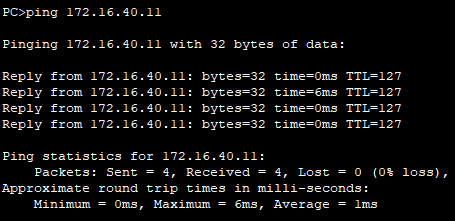 PC>ping 172.16.40.11
Pinging 172.16.40.11 with 32 bytes of data:
Reply from 172.16.40.11: bytes=32 time=0ms TTL=127
Reply from 172.16.40.11: bytes=32 time=6ms TTL=127
Reply from 172.16.40.11: bytes=32 time=0ms TTL=127
Reply from 172.16.40.11: bytes=32 time=0ms TTL=127
Ping statistics for 172.16.40.11:
    Packets: Sent = 4, Received = 4, Lost = 0 (0% loss),
Approximate round trip times in milli-seconds:
    Minimum = 0ms, Maximum = 6ms, Average = 1ms